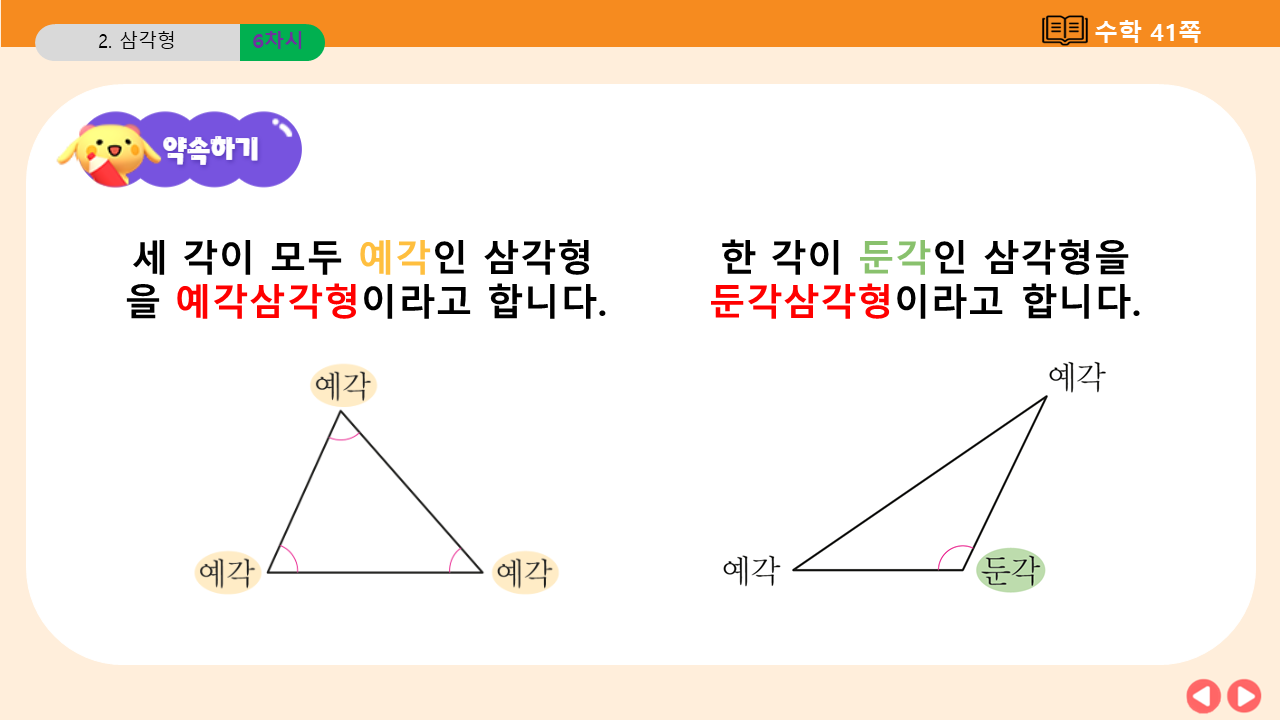 2. 삼각형
6차시
수학 41쪽
약속하기
세 각이 모두 예각인 삼각형
을 예각삼각형이라고 합니다.
한 각이 둔각인 삼각형을
둔각삼각형이라고 합니다.
예각
예각
예각
예각
예각
둔각